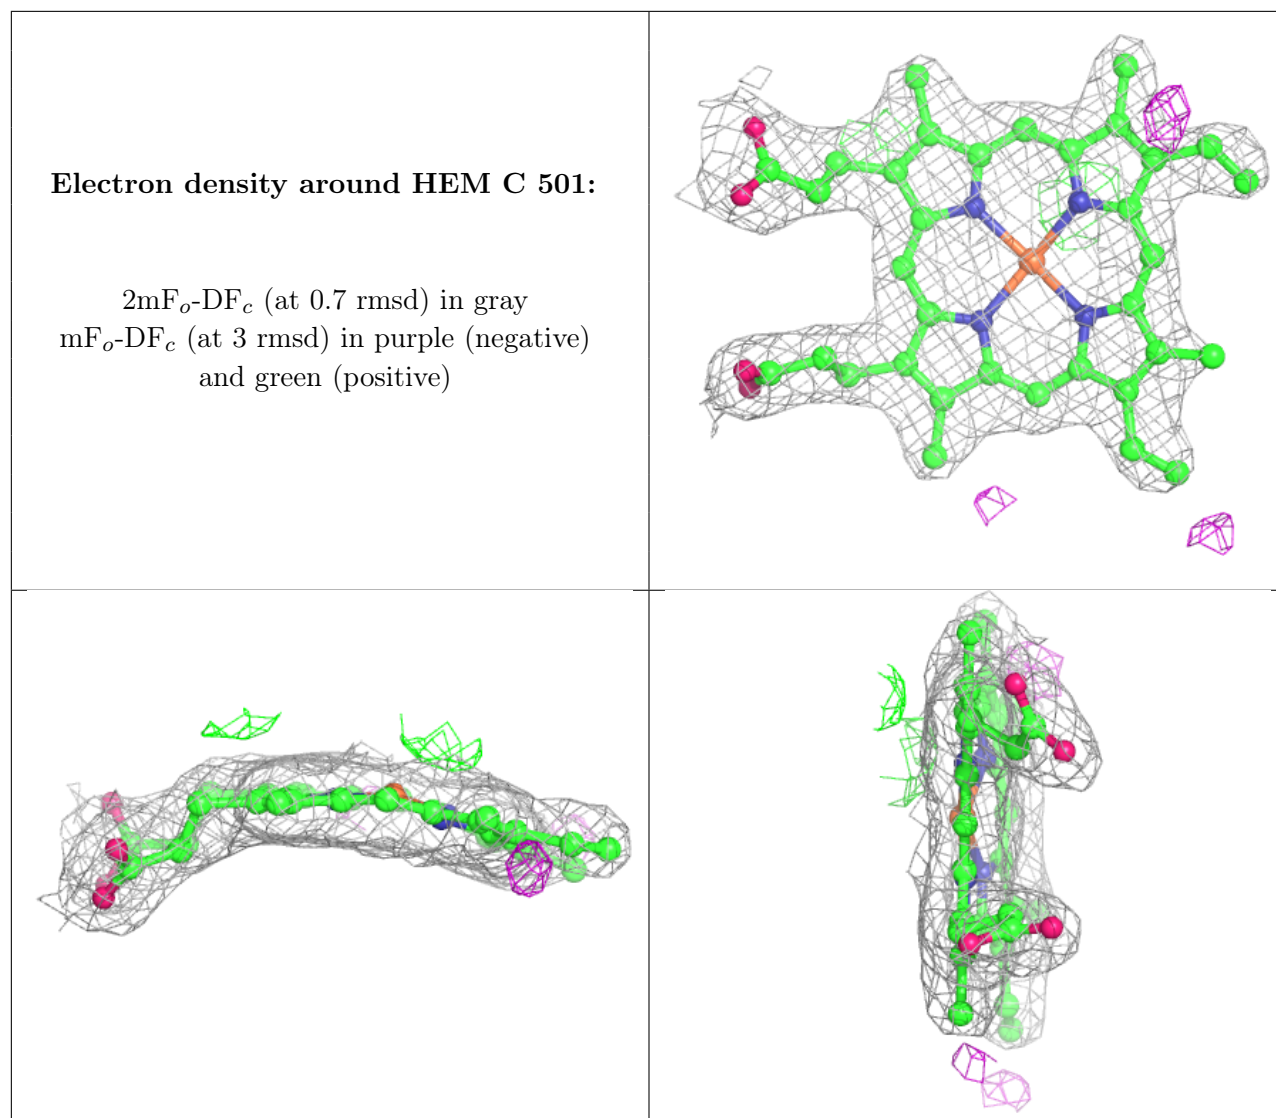 Electron density around HEM C 501:
2mFo-DFc (at 0.7 rmsd) in gray
mFo-DFc (at 3 rmsd) in purple (negative)
and green (positive)